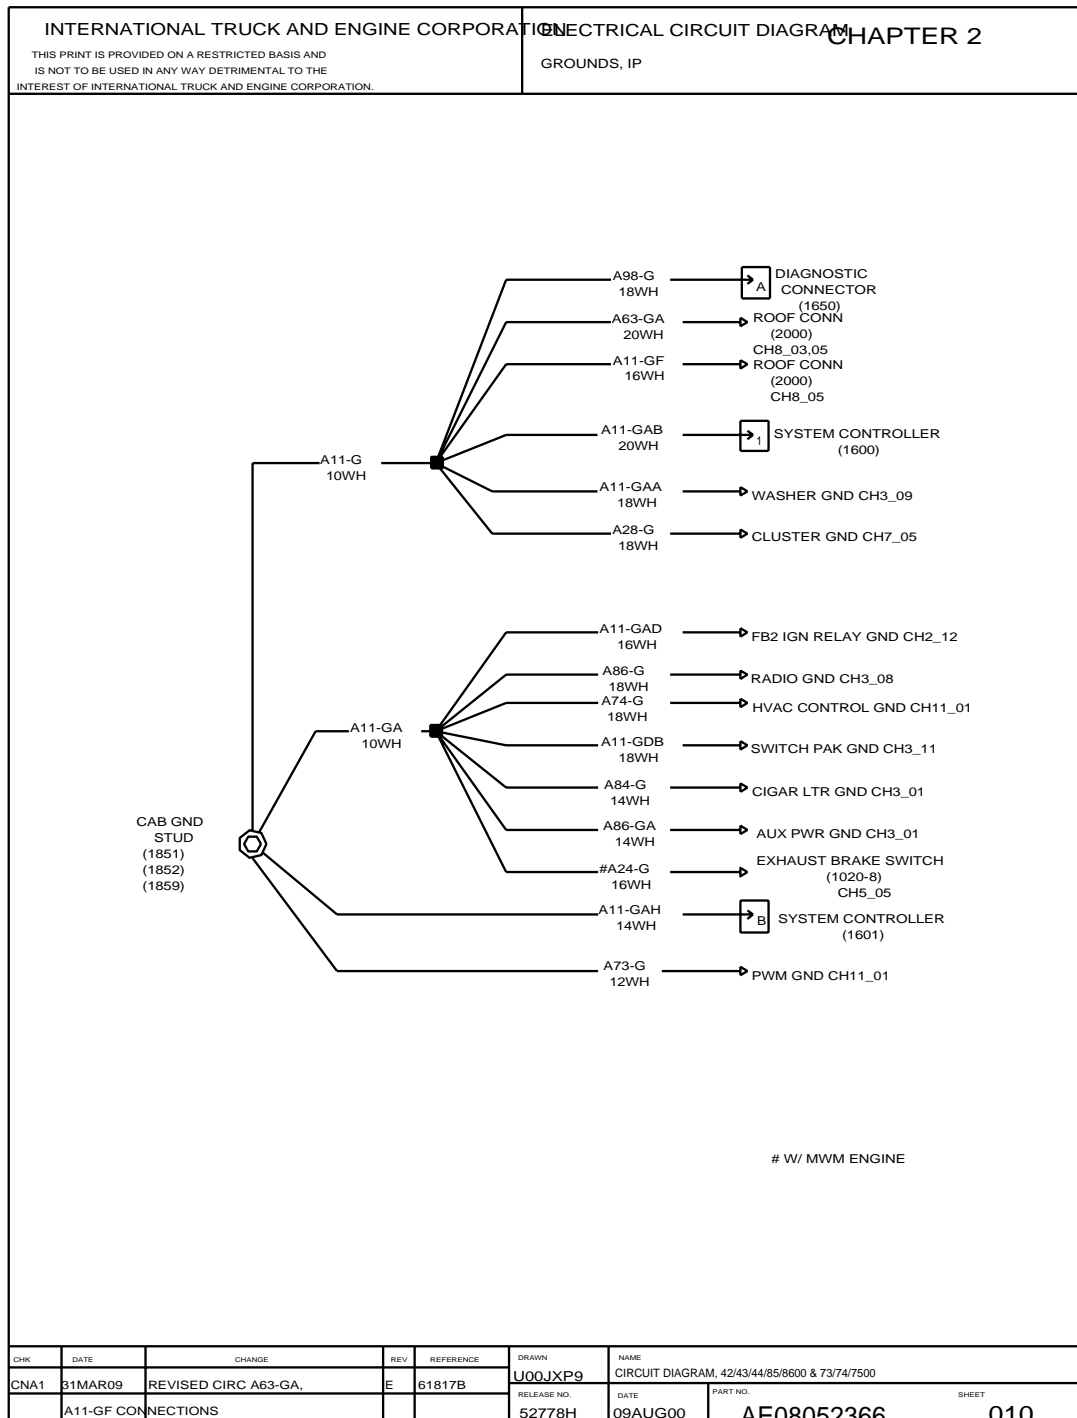 INTERNATIONAL TRUCK AND ENGINE CORPORATION
THIS PRINT IS PROVIDED ON A RESTRICTED BASIS AND
IS NOT TO BE USED IN ANY WAY DETRIMENTAL TO THE
INTEREST OF INTERNATIONAL TRUCK AND ENGINE CORPORATION.
ELECTRICAL CIRCUIT DIAGRAM
CHAPTER 2
GROUNDS, IP
A98-G
18WH
A
DIAGNOSTIC
CONNECTOR
(1650)
A63-GA
20WH
ROOF CONN
(2000)
CH8_03,05
A11-GF
16WH
ROOF CONN
(2000)
CH8_05
A11-GAB
20WH
1
SYSTEM CONTROLLER
(1600)
A11-G
10WH
A11-GAA
18WH
WASHER GND CH3_09
A28-G
18WH
CLUSTER GND CH7_05
A11-GAD
16WH
FB2 IGN RELAY GND CH2_12
A86-G
18WH
RADIO GND CH3_08
A74-G
18WH
HVAC CONTROL GND CH11_01
A11-GA
10WH
A11-GDB
18WH
SWITCH PAK GND CH3_11
A84-G
14WH
CIGAR LTR GND CH3_01
A86-GA
14WH
AUX PWR GND CH3_01
CAB GND
STUD
(1851)
(1852)
(1859)
#A24-G
16WH
EXHAUST BRAKE SWITCH
(1020-8)
CH5_05
A11-GAH
14WH
B
SYSTEM CONTROLLER
(1601)
A73-G
12WH
PWM GND CH11_01
# W/ MWM ENGINE
CHK DATE CHANGE REV REFERENCE
CNA1 31MAR09 REVISED CIRC A63-GA, E 61817B
A11-GF CONNECTIONS
DRAWN
U00JXP9
NAME
CIRCUIT DIAGRAM, 42/43/44/85/8600 & 73/74/7500
RELEASE NO.
52778H
DATE
09AUG00
PART NO.
AE08052366
SHEET
010